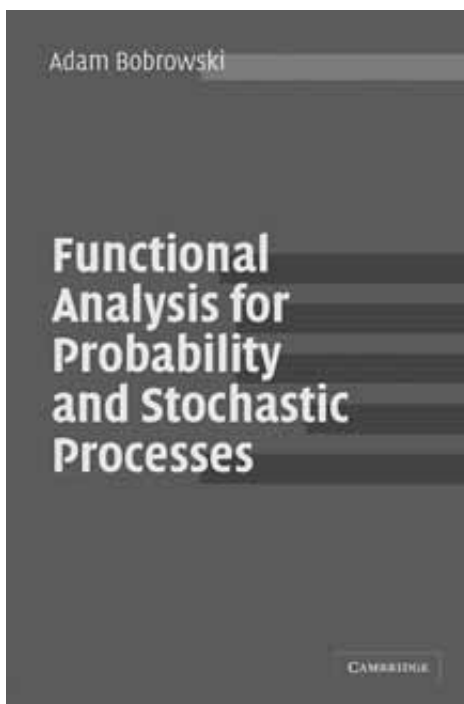 Adam Bobrowski
Functional
Analysis for
Probability
and Stochastic
Processes
CAMBRIDGE